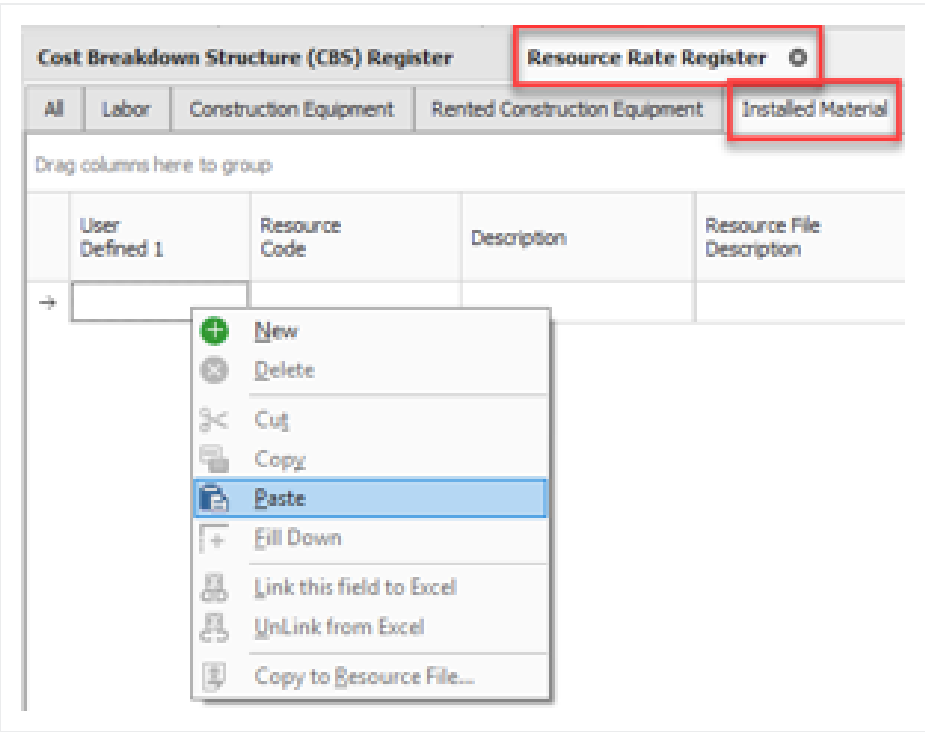 Cost Breakdown Structure (CBS) Register Resource Rate Register
All Labor Construction Equipment Rented Construction Equipment Installed Material
Drag columns here to group
User
Defined 1
Resource
Code
Description
Resource File
Description
New
Delete
Cut
Copy
Paste
Fill Down
Link this field to Excel
UnLink from Excel
Copy to Resource File...